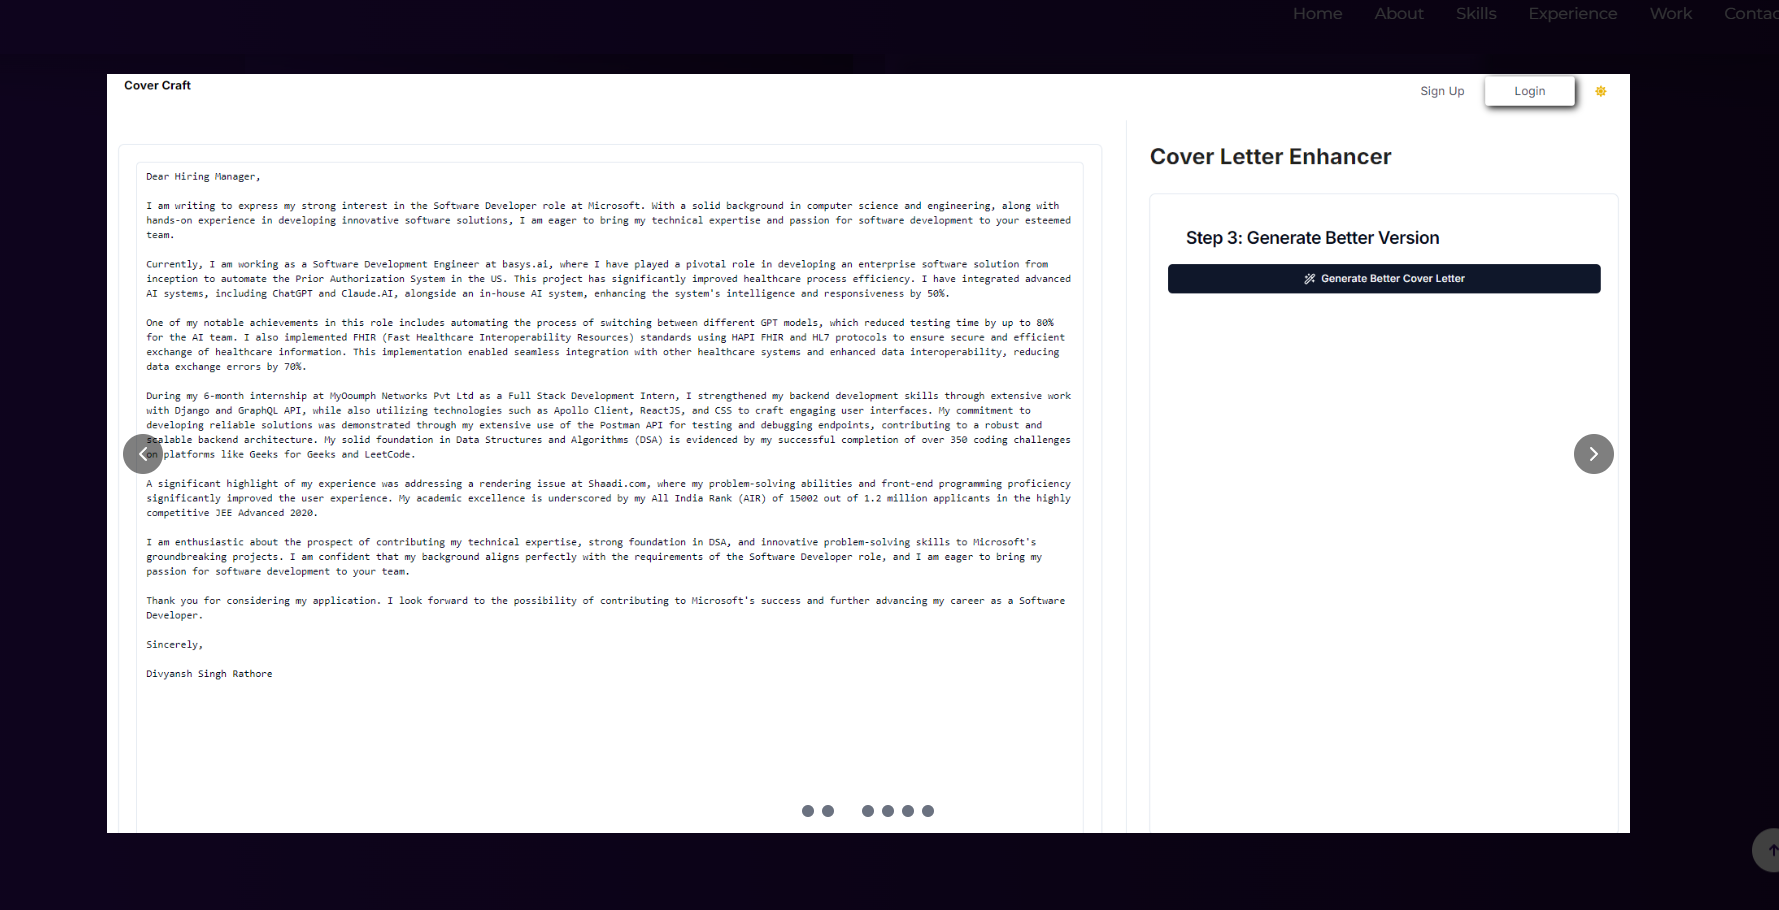 Home About Skills Experience Work Contac
Cover Craft
Sign Up Login
Dear Hiring Manager,
I am writing to express my strong interest in the Software Developer role at Microsoft. With a solid background in computer science and engineering, along with
hands-on experience in developing innovative software solutions, I am eager to bring my technical expertise and passion for software development to your esteemed
team.
Currently, I am working as a Software Development Engineer at basys.ai, where I have played a pivotal role in developing an enterprise software solution from
inception to automate the Prior Authorization System in the US. This project has significantly improved healthcare process efficiency. I have integrated advanced
AI systems, including ChatGPT and Claude.AI, alongside an in-house AI system, enhancing the system's intelligence and responsiveness by 50%.
One of my notable achievements in this role includes automating the process of switching between different GPT models, which reduced testing time by up to 80%
for the AI team. I also implemented FHIR (Fast Healthcare Interoperability Resources) standards using HAPI FHIR and HL7 protocols to ensure secure and efficient
exchange of healthcare information. This implementation enabled seamless integration with other healthcare systems and enhanced data interoperability, reducing
data exchange errors by 70%.
During my 6-month internship at MyOoumph Networks Pvt Ltd as a Full Stack Development Intern, I strengthened my backend development skills through extensive work
with Django and GraphQL API, while also utilizing technologies such as Apollo Client, ReactJS, and CSS to craft engaging user interfaces. My commitment to
developing reliable solutions was demonstrated through my extensive use of the Postman API for testing and debugging endpoints, contributing to a robust and
scalable backend architecture. My solid foundation in Data Structures and Algorithms (DSA) is evidenced by my successful completion of over 350 coding challenges
on platforms like Geeks for Geeks and LeetCode.
A significant highlight of my experience was addressing a rendering issue at Shaadi.com, where my problem-solving abilities and front-end programming proficiency
significantly improved the user experience. My academic excellence is underscored by my All India Rank (AIR) of 15002 out of 1.2 million applicants in the highly
competitive JEE Advanced 2020.
I am enthusiastic about the prospect of contributing my technical expertise, strong foundation in DSA, and innovative problem-solving skills to Microsoft's
groundbreaking projects. I am confident that my background aligns perfectly with the requirements of the Software Developer role, and I am eager to bring my
passion for software development to your team.
Thank you for considering my application. I look forward to the possibility of contributing to Microsoft's success and further advancing my career as a Software
Developer.
Sincerely,
Divyansh Singh Rathore
Cover Letter Enhancer
Step 3: Generate Better Version
Generate Better Cover Letter